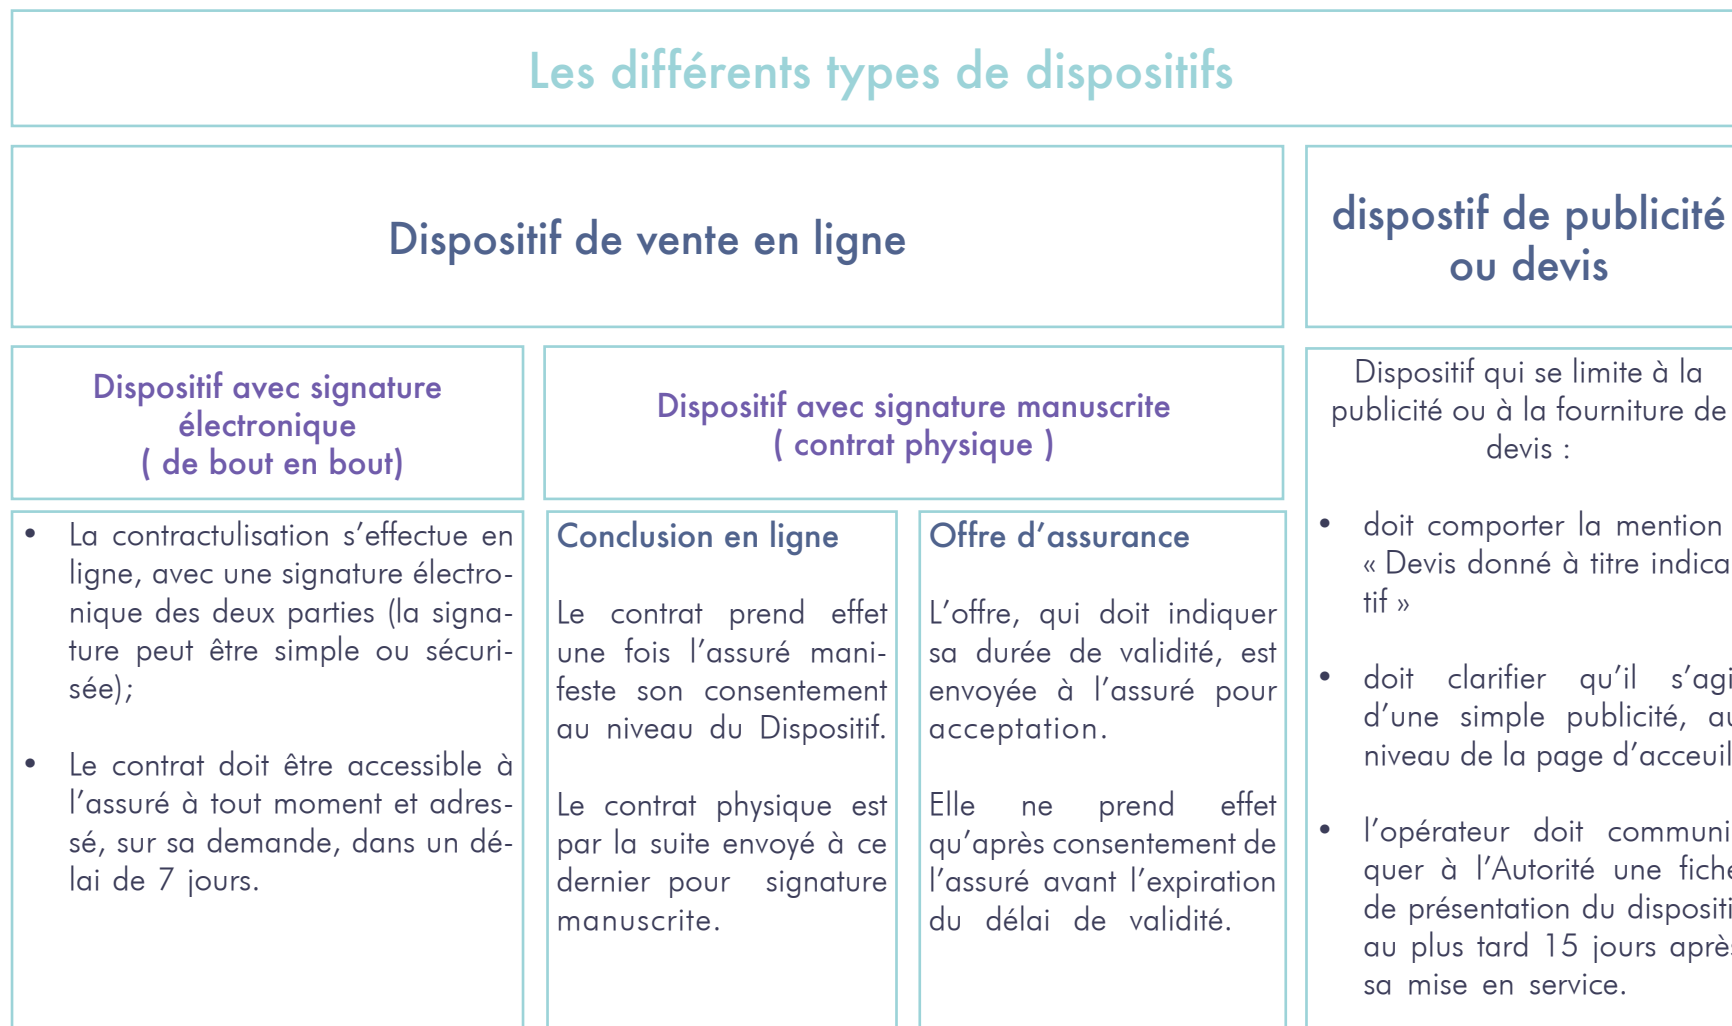 Les différents types de dispositifs
Dispositif de vente en ligne
dispostif de publicité
ou devis
Dispositif avec signature
électronique
( de bout en bout)
Dispositif avec signature manuscrite
( contrat physique )
• La contractulisation s’effectue en
ligne, avec une signature électro-
nique des deux parties (la signa-
ture peut être simple ou sécuri-
sée);
• Le contrat doit être accessible à
l’assuré à tout moment et adres-
sé, sur sa demande, dans un dé-
lai de 7 jours.
Conclusion en ligne
Le contrat prend effet
une fois l’assuré mani-
feste son consentement
au niveau du Dispositif.
Le contrat physique est
par la suite envoyé à ce
dernier pour signature
manuscrite.
Offre d’assurance
L’offre, qui doit indiquer
sa durée de validité, est
envoyée à l’assuré pour
acceptation.
Elle ne prend effet
qu’après consentement de
l’assuré avant l’expiration
du délai de validité.
Dispositif qui se limite à la
publicité ou à la fourniture de
devis :
• doit comporter la mention
« Devis donné à titre indica
tif »
• doit clarifier qu’il s’agi
d’une simple publicité, au
niveau de la page d’acceuil
• l’opérateur doit communi
quer à l’Autorité une fiche
de présentation du dispositi
au plus tard 15 jours après
sa mise en service.